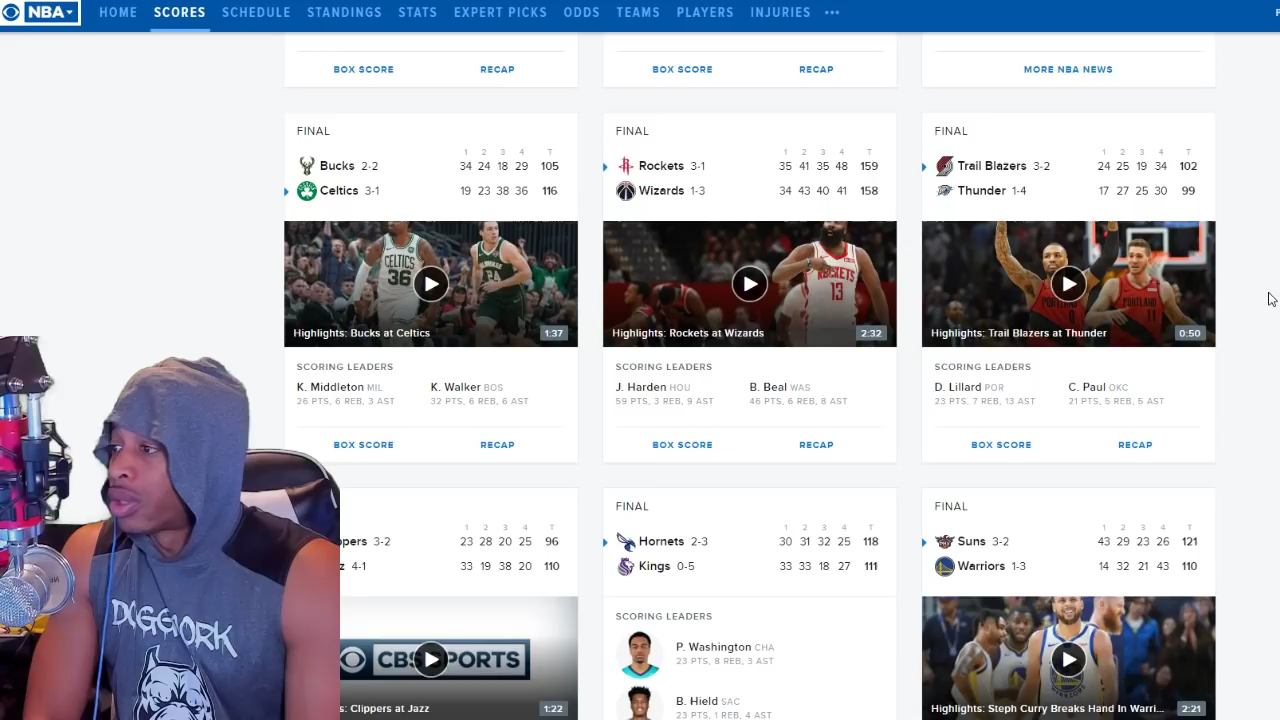 NBA HOME SCORES SCHEDULE STANDINGS STATS EXPERT PICKS ODDS TEAMS PLAYERS INJURIES •••
BOX SCORE RECAP
BOX SCORE RECAP
MORE NBA NEWS
FINAL
1 2 3 4 T
Bucks 2-2 34 24 18 29 105
Celtics 3-1 19 23 38 36 116
CELTICS
36
Highlights: Bucks at Celtics 1:37
SCORING LEADERS
K. Middleton MIL K. Walker BOS
26 PTS, 6 REB, 3 AST 32 PTS, 6 REB, 6 AST
BOX SCORE RECAP
FINAL
1 2 3 4 T
Rockets 3-1 35 41 35 48 159
Wizards 1-3 34 43 40 41 158
ROCKETS
13
Highlights: Rockets at Wizards 2:32
SCORING LEADERS
J. Harden HOU B. Beal WAS
59 PTS, 3 REB, 9 AST 46 PTS, 6 REB, 8 AST
BOX SCORE RECAP
FINAL
1 2 3 4 T
Trail Blazers 3-2 24 25 19 34 102
Thunder 1-4 17 27 25 30 99
Highlights: Trail Blazers at Thunder 0:50
SCORING LEADERS
D. Lillard POR C. Paul OKC
23 PTS, 7 REB, 13 AST 21 PTS, 5 REB, 5 AST
BOX SCORE RECAP
1 2 3 4 T
ppers 3-2 23 28 20 25 96
z 4-1 33 19 38 20 110
CBS SPORTS
s: Clippers at Jazz 1:22
FINAL
1 2 3 4 T
Hornets 2-3 30 31 32 25 118
Kings 0-5 33 33 18 27 111
SCORING LEADERS
P. Washington CHA
23 PTS, 8 REB, 3 AST
B. Hield SAC
23 PTS, 1 REB, 4 AST
FINAL
1 2 3 4 T
Suns 3-2 43 29 23 26 121
Warriors 1-3 14 32 21 43 110
Highlights: Steph Curry Breaks Hand In Warri... 2:21